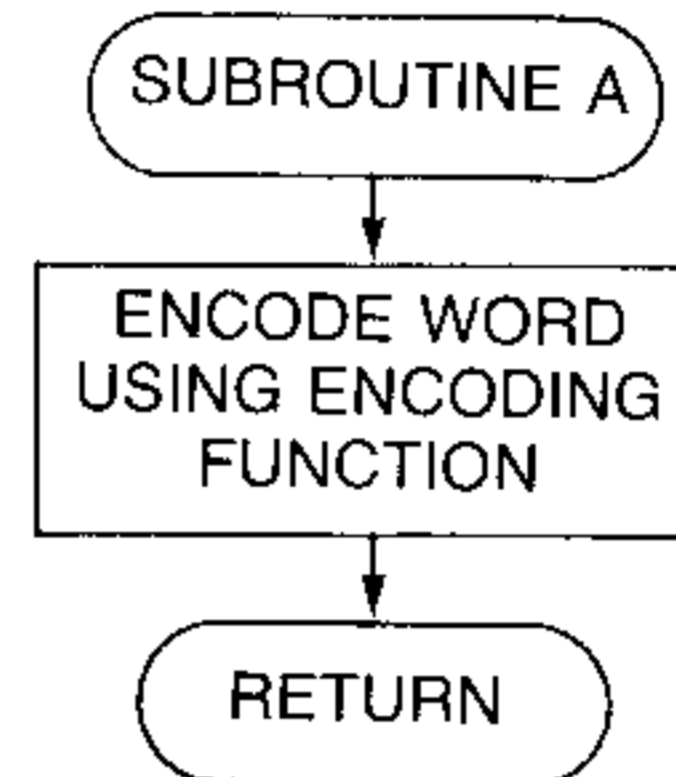 SUBROUTINE A
ENCODE WORD
USING ENCODING
FUNCTION
RETURN